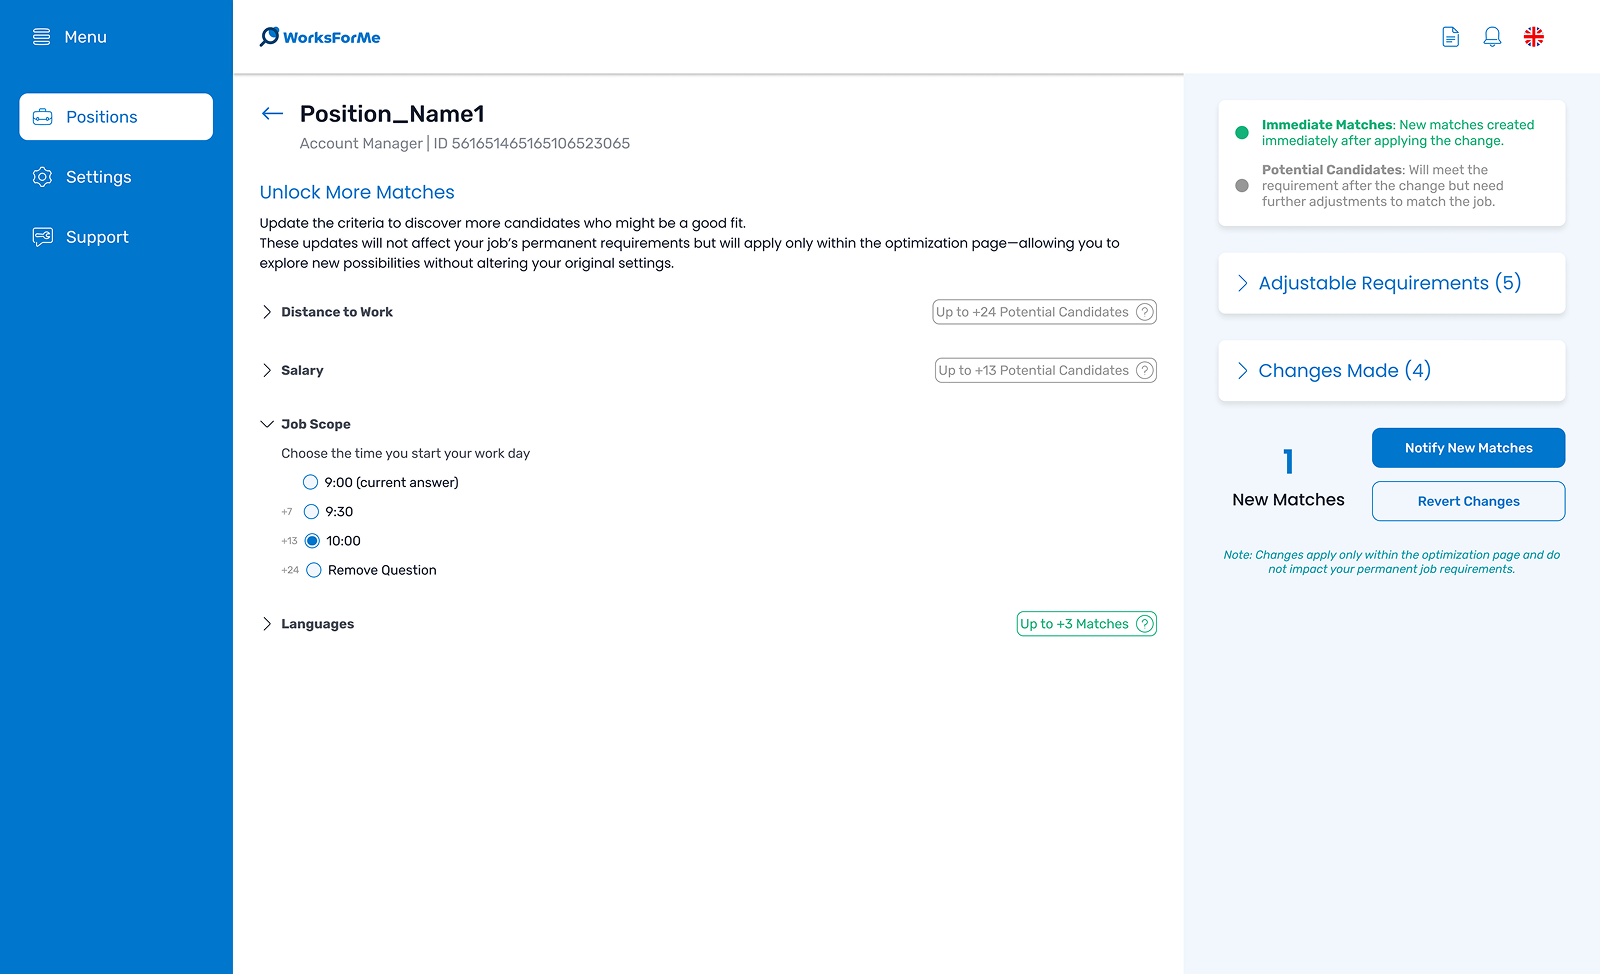 Menu
Positions
Settings
Support
WorksForMe
Position_Name1
Account Manager | ID 561651465165106523065
Unlock More Matches
Update the criteria to discover more candidates who might be a good fit.
These updates will not affect your job’s permanent requirements but will apply only within the optimization page—allowing you to
explore new possibilities without altering your original settings.
Distance to Work
Up to +24 Potential Candidates ?
Salary
Up to +13 Potential Candidates ?
Job Scope
Choose the time you start your work day
9:00 (current answer)
+7 9:30
+13 10:00
+24 Remove Question
Languages
Up to +3 Matches ?
Immediate Matches: New matches created
immediately after applying the change.
Potential Candidates: Will meet the
requirement after the change but need
further adjustments to match the job.
Adjustable Requirements (5)
Changes Made (4)
1
New Matches
Notify New Matches
Revert Changes
Note: Changes apply only within the optimization page and do
not impact your permanent job requirements.